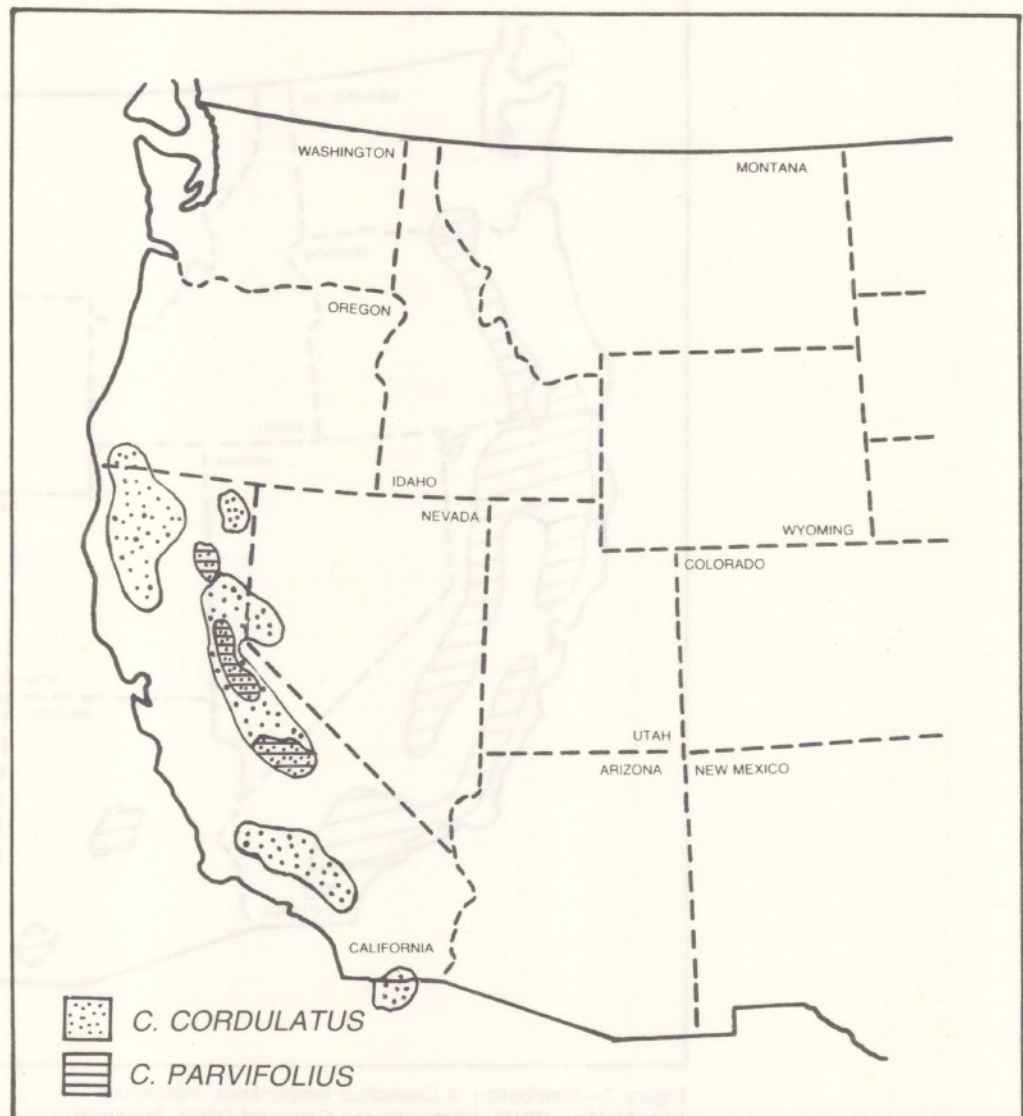 WASHINGTON
MONTANA
OREGON
IDAHO
NEVADA
WYOMING
COLORADO
UTAH
ARIZONA
NEW MEXICO
CALIFORNIA
C. CORDULATUS
C. PARVIFOLIUS